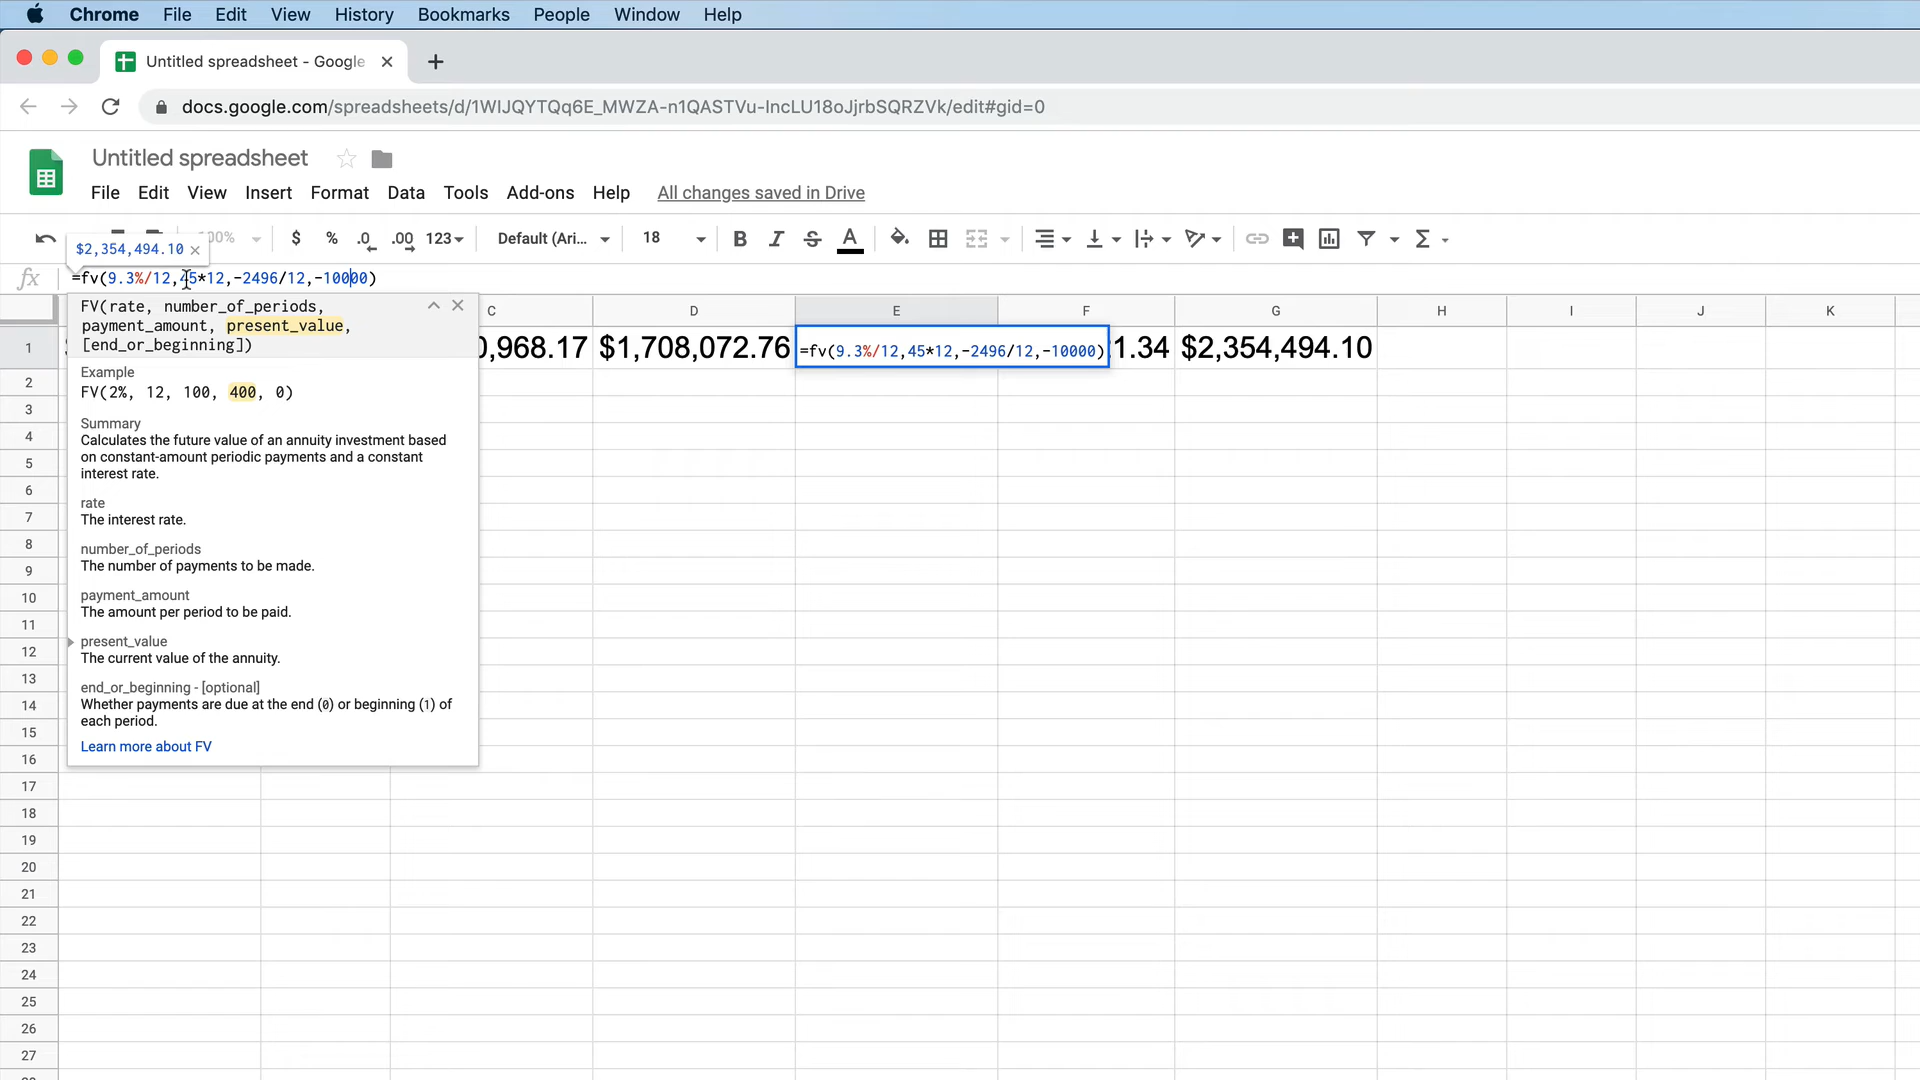 Chrome File Edit View History Bookmarks People Window Help
Untitled spreadsheet - Google
docs.google.com/spreadsheets/d/1WIJQYTQq6E_MWZA-n1QASTVu-IncLU18oJjrbSQRZVk/edit#gid=0
Untitled spreadsheet
File Edit View Insert Format Data Tools Add-ons Help All changes saved in Drive
$ % .0 .00 123 Default (Ari... 18 B I S A Σ
$2,354,494.10
fx =fv(9.3%/12,45*12,-2496/12,-10000)
FV(rate, number_of_periods,
payment_amount, present_value,
[end_or_beginning])
C D E F G H I J K
1 0,968.17 $1,708,072.76 =fv(9.3%/12,45*12,-2496/12,-10000) 1.34 $2,354,494.10
Example
FV(2%, 12, 100, 400, 0)
Summary
Calculates the future value of an annuity investment based
on constant-amount periodic payments and a constant
interest rate.
rate
The interest rate.
number_of_periods
The number of payments to be made.
payment_amount
The amount per period to be paid.
present_value
The current value of the annuity.
end_or_beginning - [optional]
Whether payments are due at the end (0) or beginning (1) of
each period.
Learn more about FV
2
3
4
5
6
7
8
9
10
11
12
13
14
15
16
17
18
19
20
21
22
23
24
25
26
27